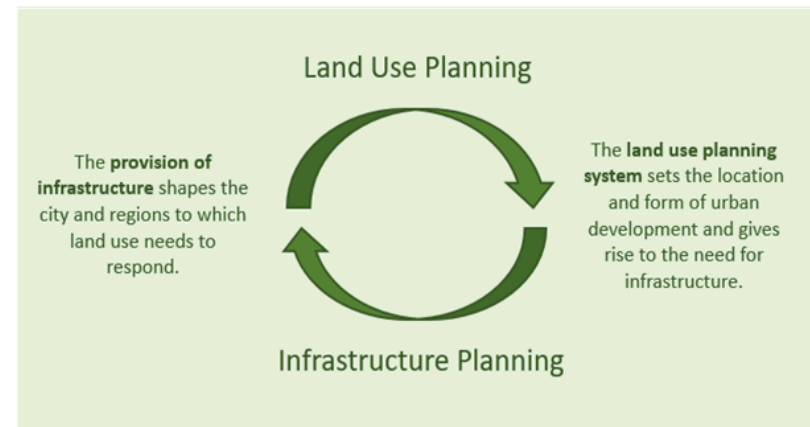 Land Use Planning
The provision of
infrastructure shapes the
city and regions to which
land use needs to
respond.
The land use planning
system sets the location
and form of urban
development and gives
rise to the need for
infrastructure.
Infrastructure Planning